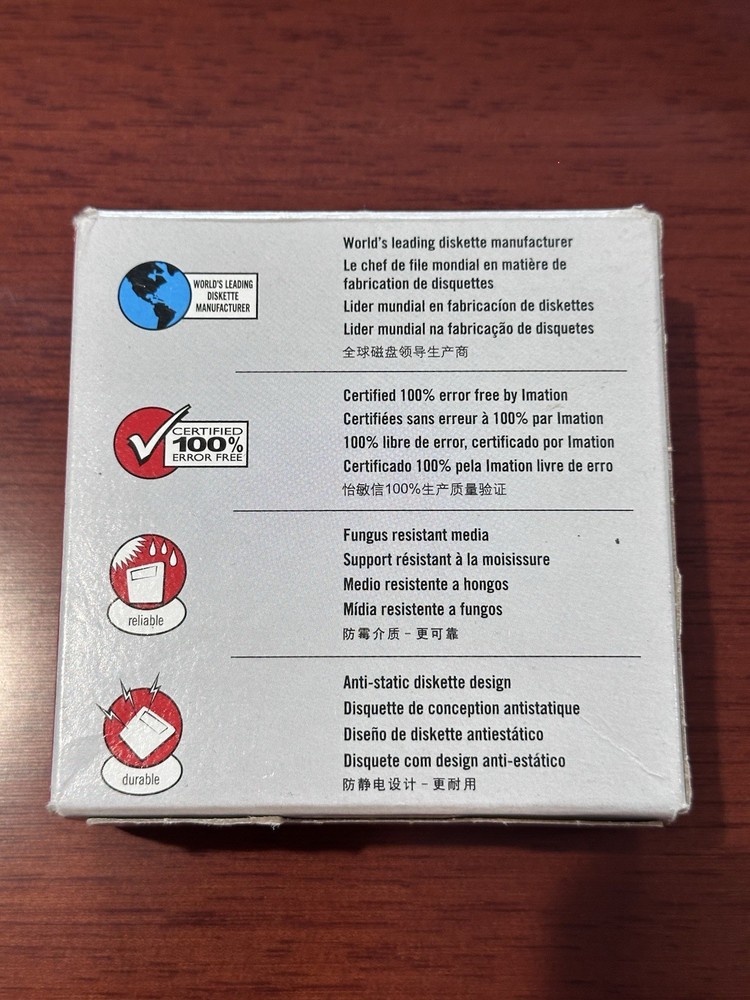 WORLD'S LEADING
DISKETTE
MANUFACTURER
World's leading diskette manufacturer
Le chef de file mondial en matière de
fabrication de disquettes
Lider mundial en fabricacíon de diskettes
Lider mundial na fabricação de disquetes
全球磁盘领导生产商
CERTIFIED
100%
ERROR FREE
Certified 100% error free by Imation
Certifiées sans erreur à 100% par Imation
100% libre de error, certificado por Imation
Certificado 100% pela Imation livre de erro
怡敏信100%生产质量验证
reliable
Fungus resistant media
Support résistant à la moisissure
Medio resistente a hongos
Mídia resistente a fungos
防霉介质－更可靠
durable
Anti-static diskette design
Disquette de conception antistatique
Diseño de diskette antiestático
Disquete com design anti-estático
防静电设计－更耐用